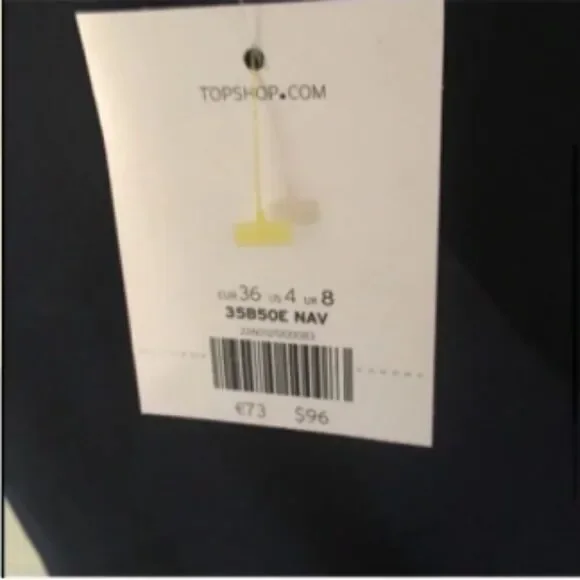 TOPSHOP.COM
EUR 36 US 4 UK 8
35B50E NAV
€73 $96